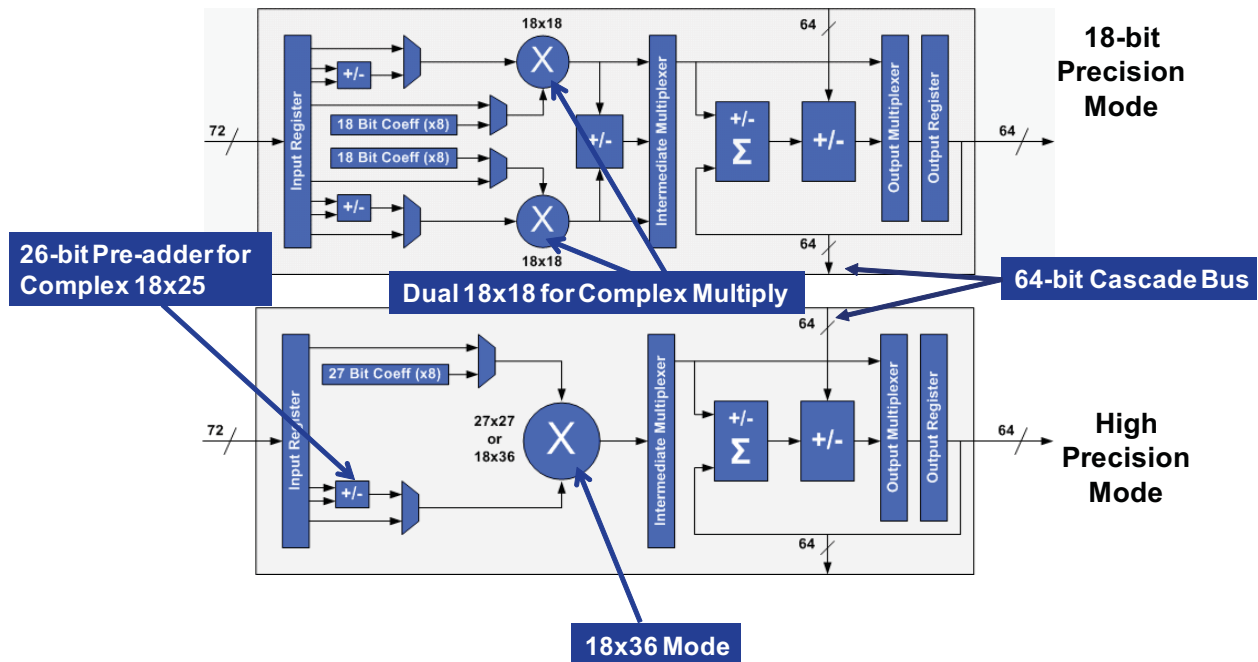 18x18
64
18-bit
Precision
Mode
Input Register
+/-
18 Bit Coeff (x8)
72
18 Bit Coeff (x8)
+/-
X
+/-
X
18x18
Intermediate Multiplexer
+/-
Σ
+/-
Output Multiplexer
Output Register
64
64
26-bit Pre-adder for
Complex 18x25
Dual 18x18 for Complex Multiply
64-bit Cascade Bus
64
Input Register
27 Bit Coeff (x8)
72
+/-
27x27
or
18x36
X
Intermediate Multiplexer
+/-
Σ
+/-
Output Multiplexer
Output Register
64
64
High
Precision
Mode
18x36 Mode